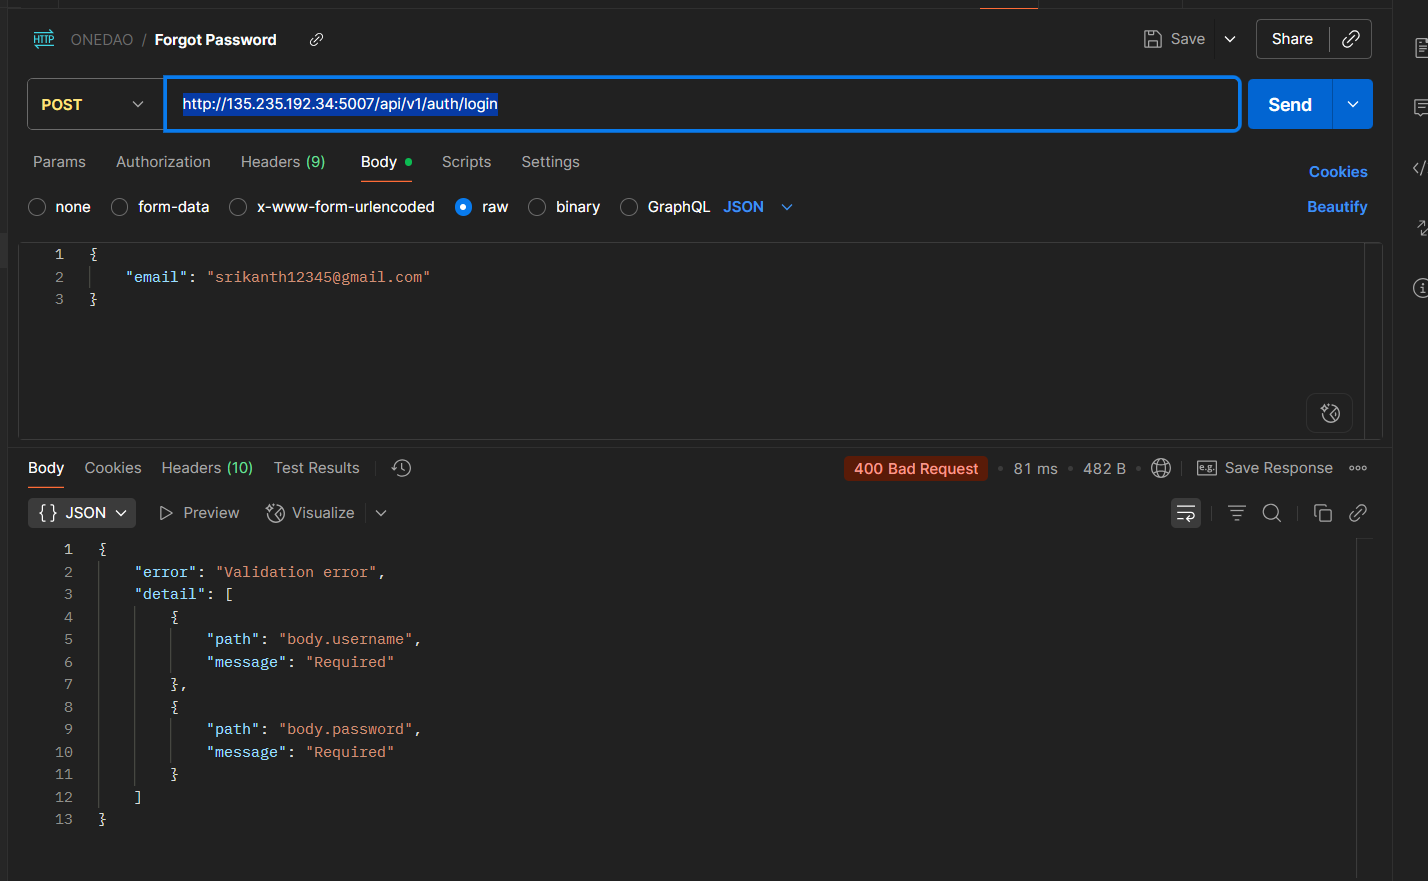 HTTP ONEDAO / Forgot Password Save Share
POST http://135.235.192.34:5007/api/v1/auth/login Send
Params Authorization Headers (9) Body Scripts Settings Cookies
none form-data x-www-form-urlencoded raw binary GraphQL JSON Beautify
1 {
2 "email": "srikanth12345@gmail.com"
3 }
Body Cookies Headers (10) Test Results 400 Bad Request 81 ms 482 B e.g. Save Response
{} JSON Preview Visualize
1 {
2 "error": "Validation error",
3 "detail": [
4 {
5 "path": "body.username",
6 "message": "Required"
7 },
8 {
9 "path": "body.password",
10 "message": "Required"
11 }
12 ]
13 }